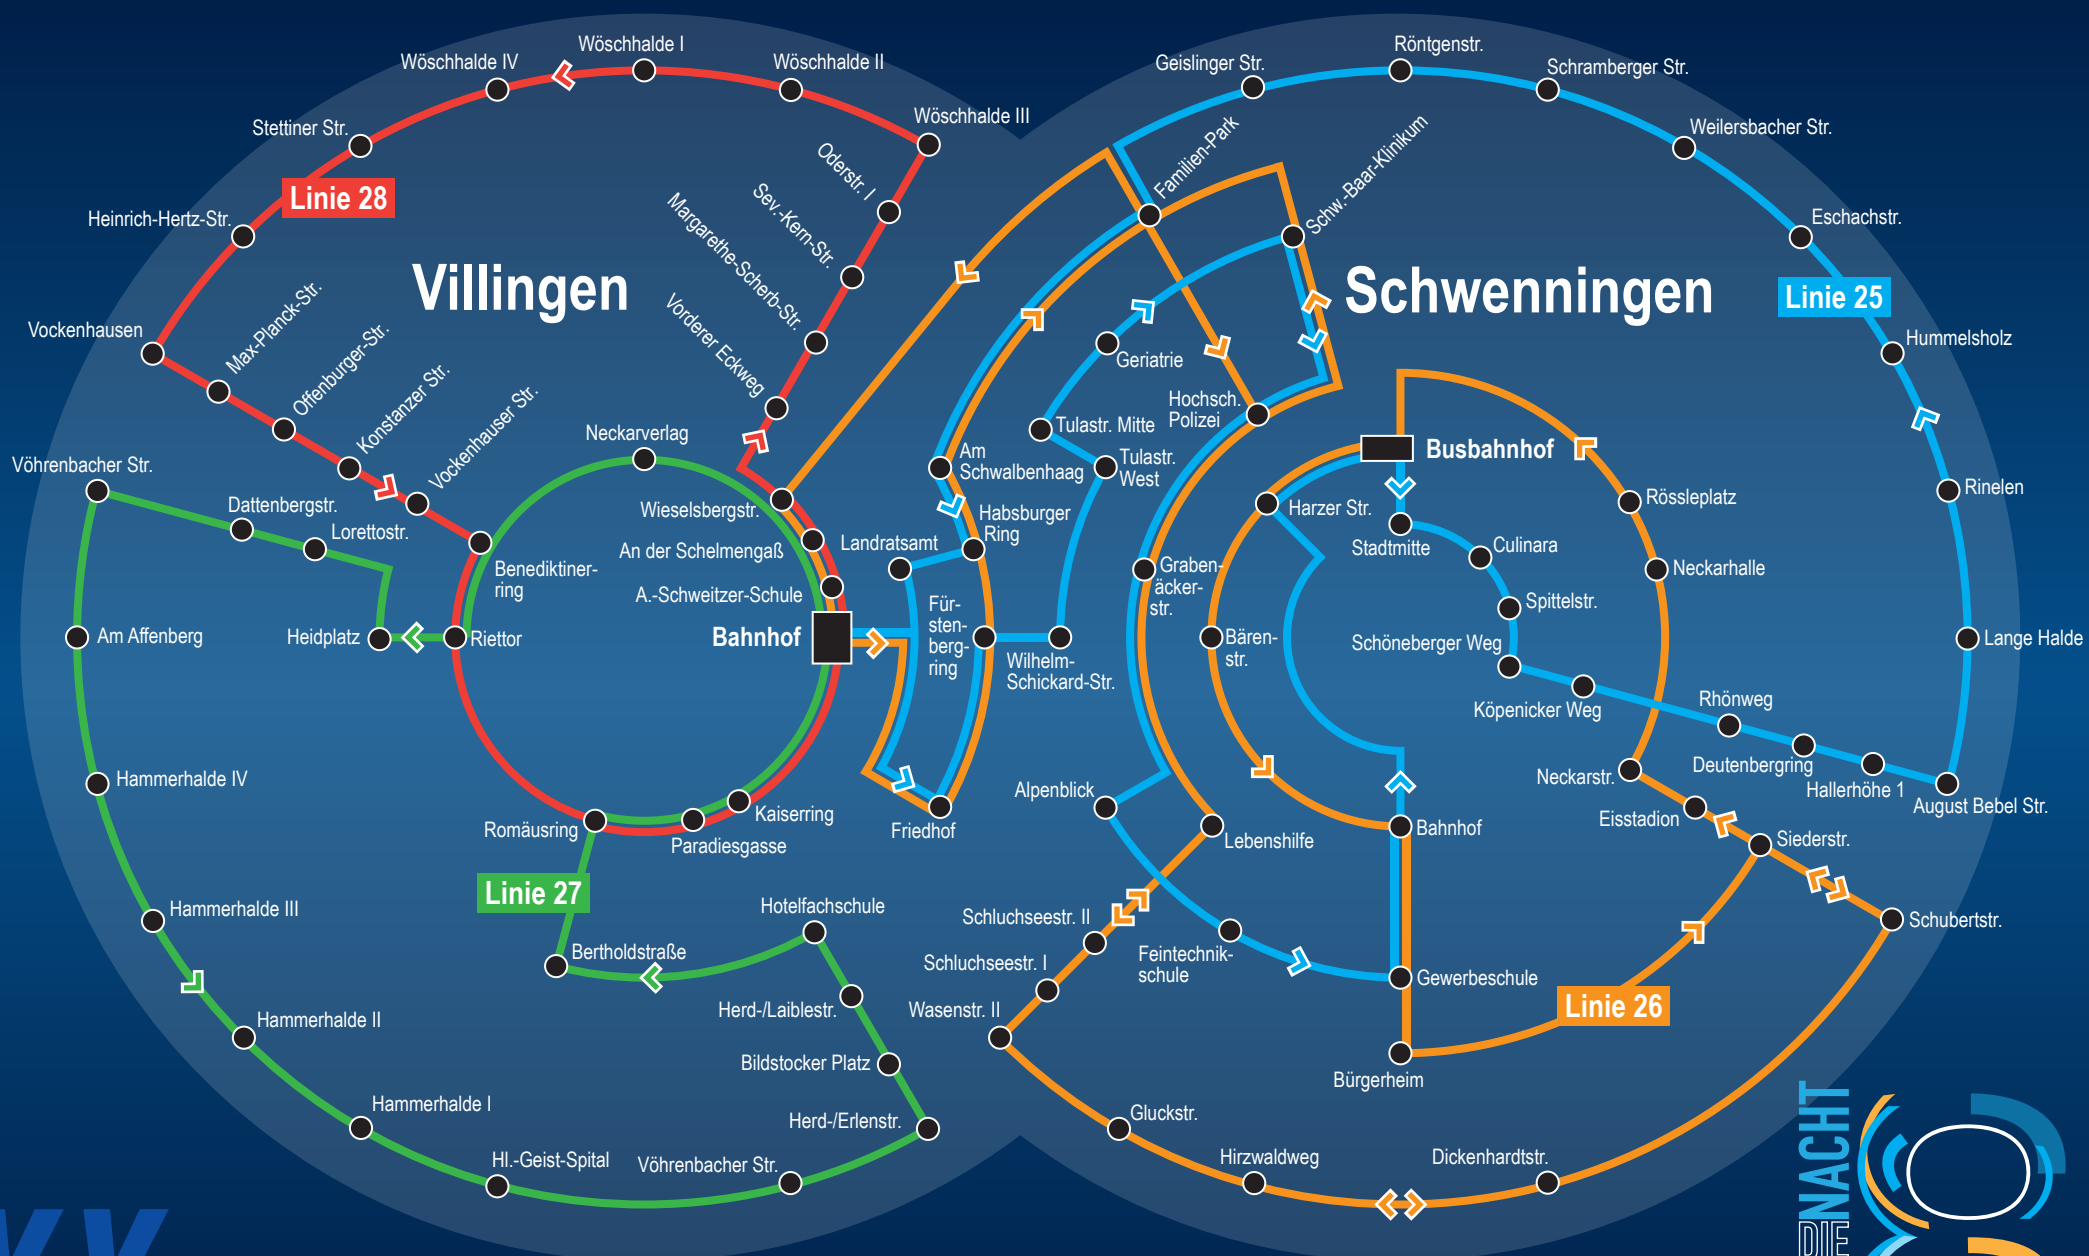 Wöschhalde I
Wöschhalde IV
Wöschhalde II
Wöschhalde III
Stettiner Str.
Linie 28
Heinrich-Hertz-Str.
Vockenhausen
Max-Planck-Str.
Offenburger-Str.
Konstanzer Str.
Vockenhauser Str.
Villingen
Oderstr. I
Sev.-Kern-Str.
Margarethe-Scherb-Str.
Vorderer Eckweg
Neckarverlag
Wieselsbergstr.
An der Schelmengaß
A.-Schweitzer-Schule
Bahnhof
Vöhrenbacher Str.
Dattenbergstr.
Lorettostr.
Benediktiner-
ring
Heidplatz
Riettor
Am Affenberg
Hammerhalde IV
Hammerhalde III
Hammerhalde II
Hammerhalde I
Hl.-Geist-Spital
Vöhrenbacher Str.
Herd-/Erlenstr.
Bildstocker Platz
Herd-/Laiblestr.
Hotelfachschule
Bertholdstraße
Linie 27
Romäusring
Paradiesgasse
Kaiserring
Geislinger Str.
Röntgenstr.
Schramberger Str.
Weilersbacher Str.
Eschachstr.
Linie 25
Hummelsholz
Rinelen
Lange Halde
August Bebel Str.
Hallerhöhe 1
Deutenbergring
Rhönweg
Köpenicker Weg
Schöneberger Weg
Spittelstr.
Culinara
Stadtmitte
Busbahnhof
Schwenningen
Familien-Park
Schw.-Baar-Klinikum
Geriatrie
Hochsch.
Polizei
Tulastr. Mitte
Tulastr.
West
Am
Schwalbenhaag
Habsburger
Ring
Landratsamt
Für-
sten-
berg-
ring
Wilhelm-
Schickard-Str.
Friedhof
Graben-
äcker-
str.
Harzer Str.
Bären-
str.
Rössleplatz
Neckarhalle
Neckarstr.
Eisstadion
Siederstr.
Schubertstr.
Bahnhof
Gewerbeschule
Bürgerheim
Linie 26
Alpenblick
Lebenshilfe
Feintechnik-
schule
Schluchseestr. II
Schluchseestr. I
Wasenstr. II
Gluckstr.
Hirzwaldweg
Dickenhardtstr.
DIE NACHT